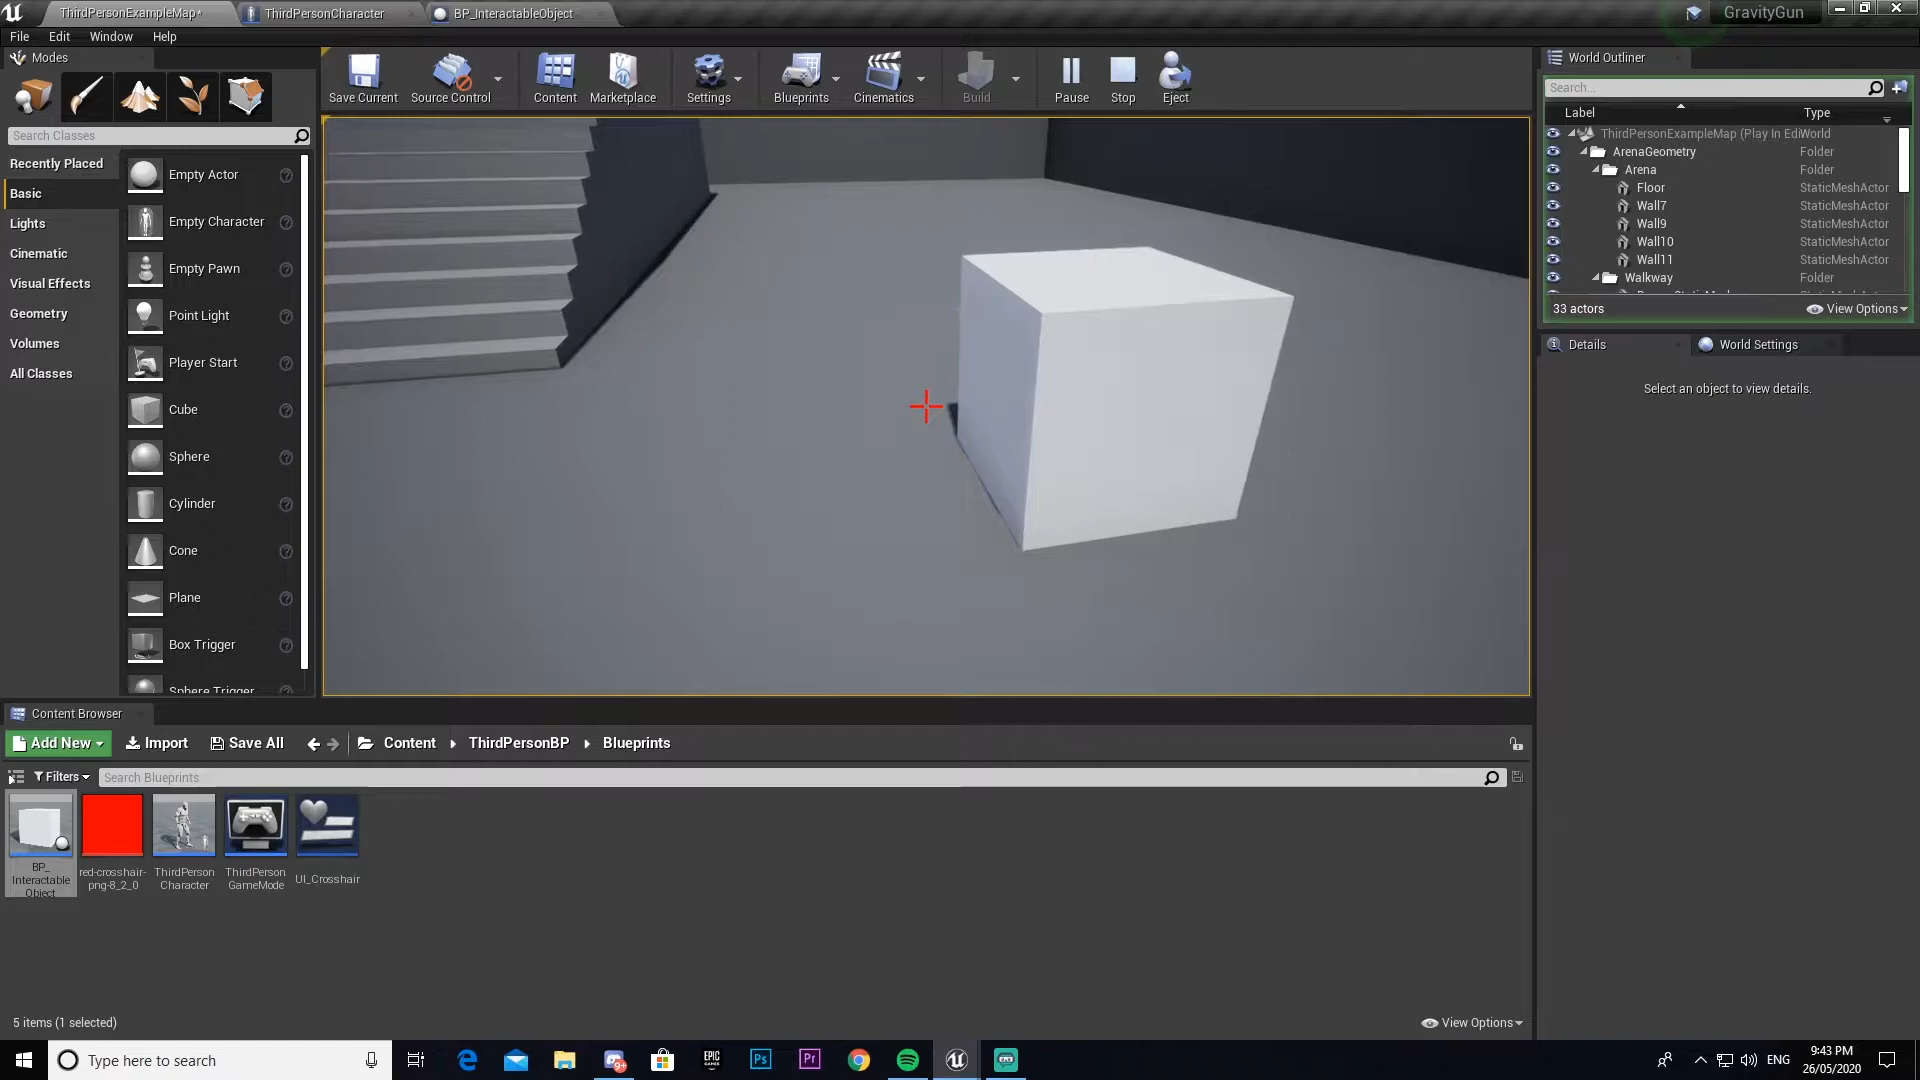 ThirdPersonExampleMap*
ThirdPersonCharacter
BP_InteractableObject
GravityGun
File Edit Window Help
Modes
Save Current
Source Control
Content
Marketplace
Settings
Blueprints
Cinematics
Build
Pause
Stop
Eject
Search Classes
Recently Placed
Basic
Lights
Cinematic
Visual Effects
Geometry
Volumes
All Classes
Empty Actor
Empty Character
Empty Pawn
Point Light
Player Start
Cube
Sphere
Cylinder
Cone
Plane
Box Trigger
Sphere Trigger
World Outliner
Search...
Label Type
ThirdPersonExampleMap (Play In Edi World
ArenaGeometry Folder
Arena Folder
Floor StaticMeshActor
Wall7 StaticMeshActor
Wall9 StaticMeshActor
Wall10 StaticMeshActor
Wall11 StaticMeshActor
Walkway Folder
33 actors
View Options
Details
World Settings
Select an object to view details.
Content Browser
Add New
Import
Save All
Content
ThirdPersonBP
Blueprints
Filters
Search Blueprints
BP_
Interactable
Object
red-crosshair-
png-8_2_0
ThirdPerson
Character
ThirdPerson
GameMode
UI_Crosshair
5 items (1 selected)
View Options
Type here to search
9+
EPIC
GAMES
Ps
Pr
ENG
9:43 PM
26/05/2020